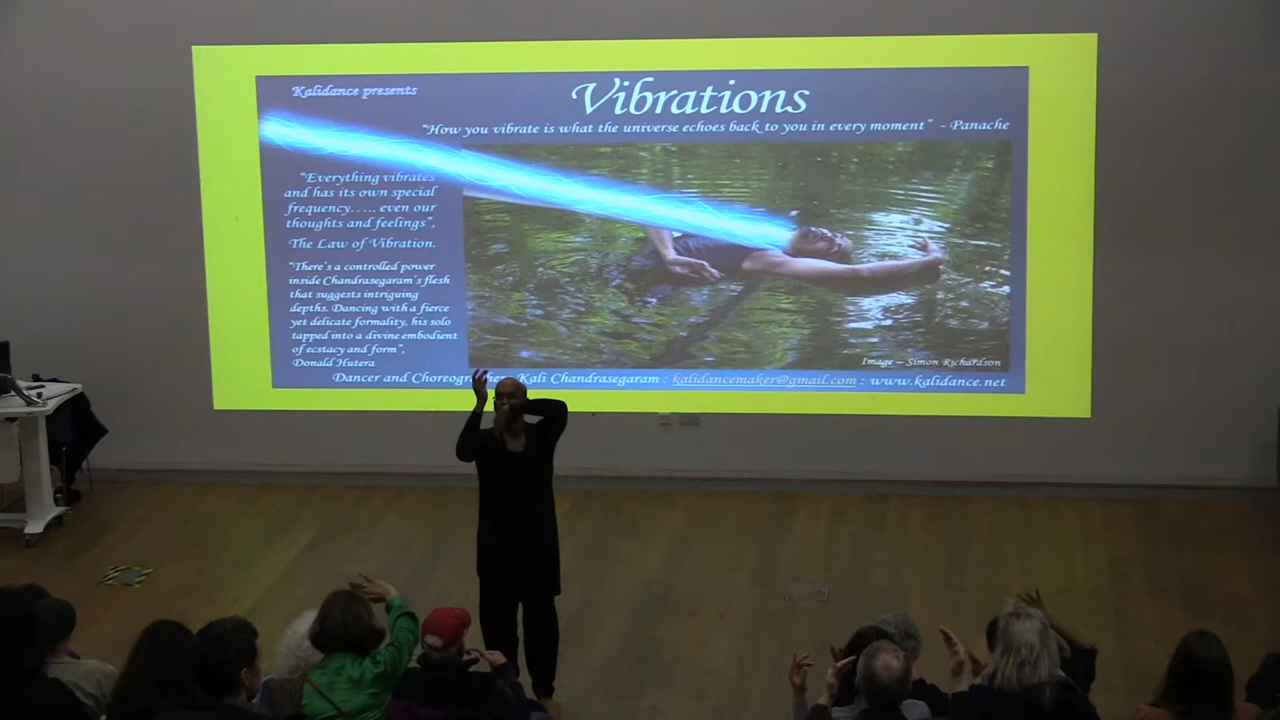 Kalidance presents
Vibrations
"How you vibrate is what the universe echoes back to you in every moment" - Panache
"Everything vibrates
and has its own special
frequency..... even our
thoughts and feelings",
The Law of Vibration.
"There's a controlled power
inside Chandrasegaram's flesh
that suggests intriguing
depths. Dancing with a fierce
yet delicate formality, his solo
tapped into a divine embodient
of ecstacy and form",
Donald Hutera
Image – Simon Richardson
Dancer and Choreographer Kali Chandrasegaram : kalidancemaker@gmail.com : www.kalidance.net